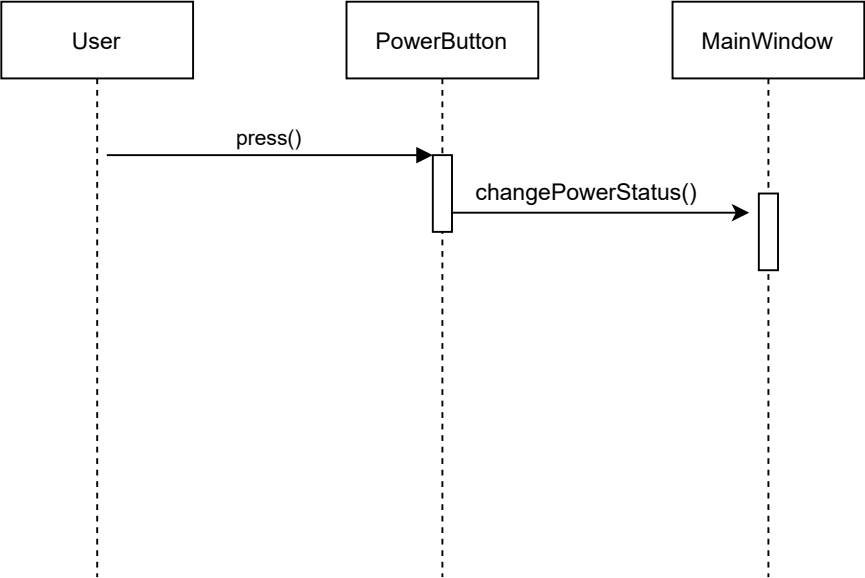 User
PowerButton
MainWindow
press()
changePowerStatus()